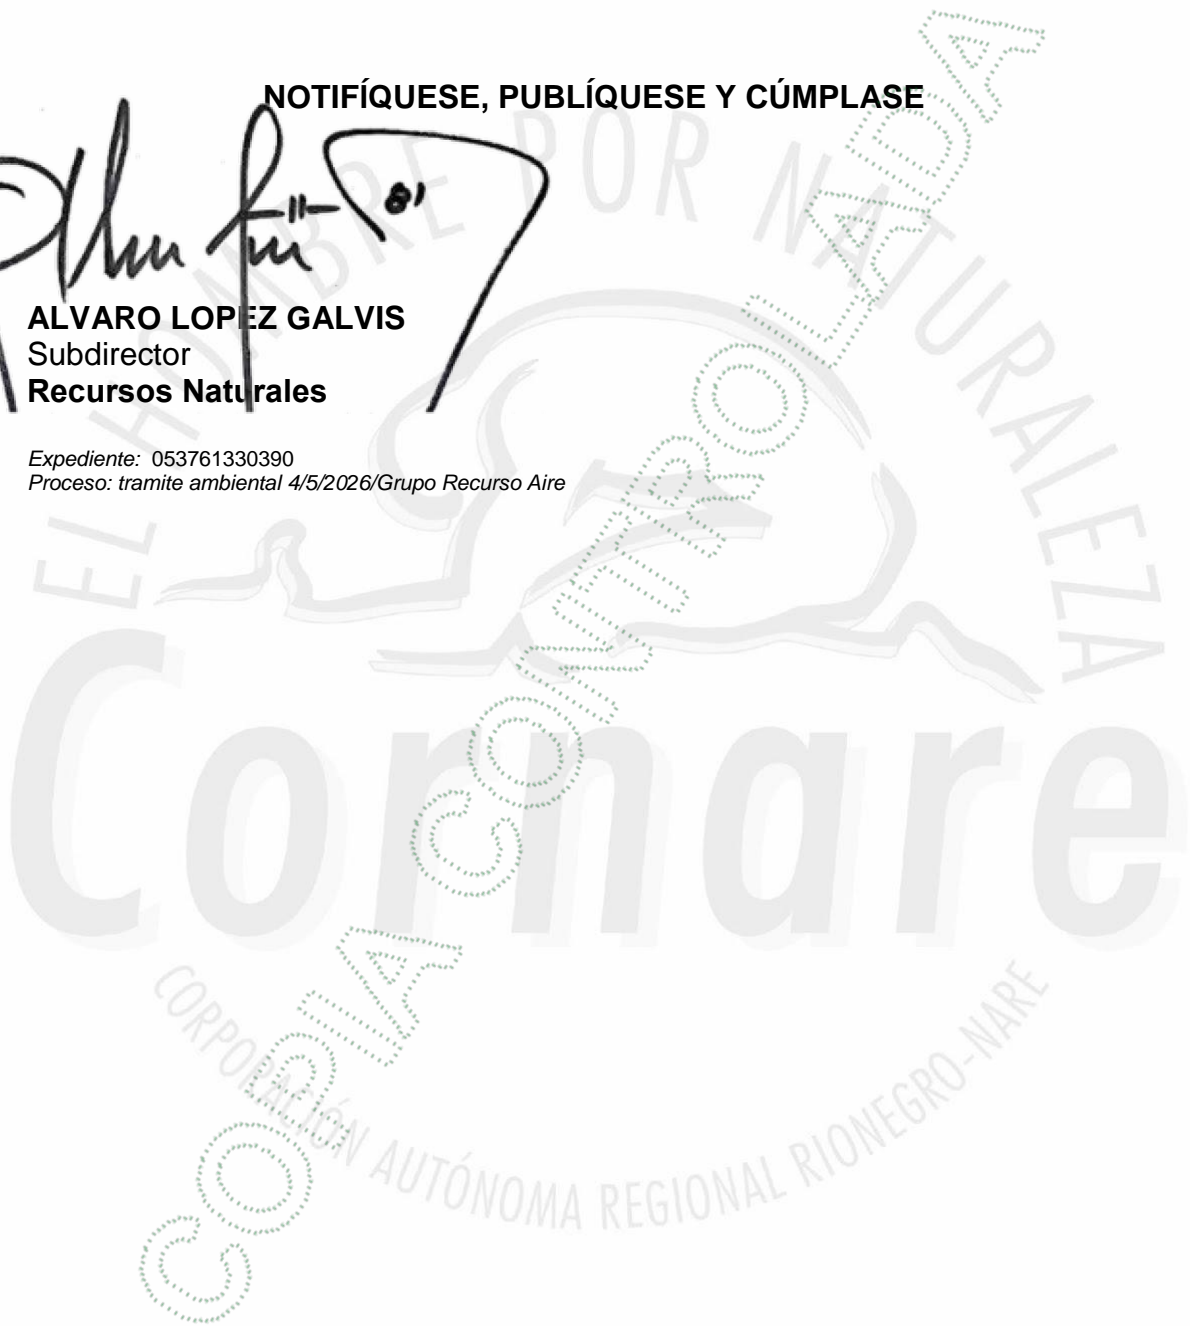 NOTIFÍQUESE, PUBLÍQUESE Y CÚMPLASE
ALVARO LOPEZ GALVIS
Subdirector
Recursos Naturales
Expediente: 053761330390
Proceso: tramite ambiental 4/5/2026/Grupo Recurso Aire
EL HOMBRE POR NATURALEZA
Cornare
CORPORACIÓN AUTÓNOMA REGIONAL RIONEGRO-NARE
COPIA CONTROLADA